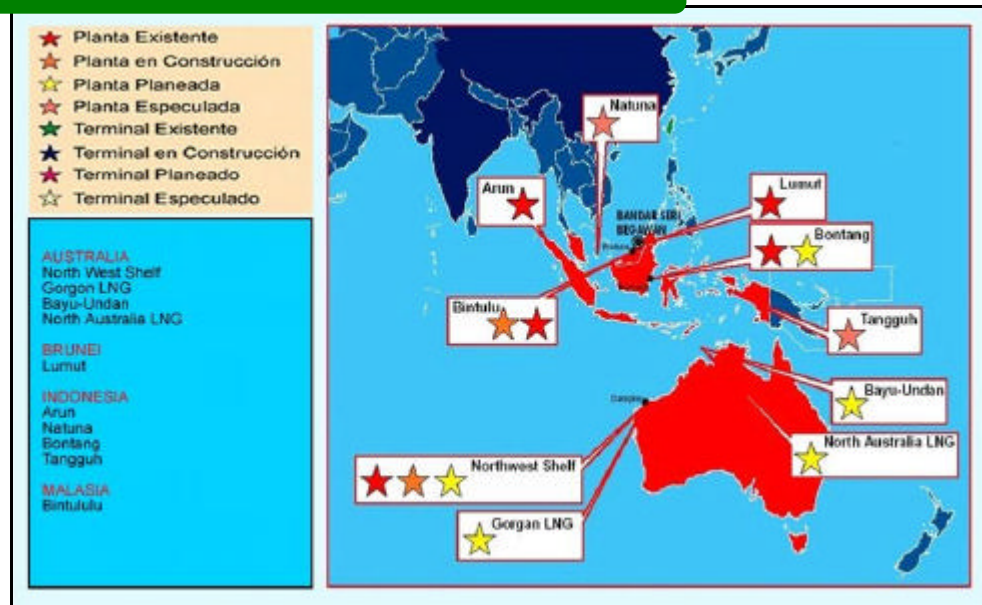 Planta Existente
Planta en Construcción
Planta Planeada
Planta Especulada
Terminal Existente
Terminal en Construcción
Terminal Planeado
Terminal Especulado
AUSTRALIA
North West Shelf
Gorgon LNG
Bayu-Undan
North Australia LNG
BRUNEI
Lumut
INDONESIA
Arun
Natuna
Bontang
Tangguh
MALASIA
Bintululu
Natuna
Arun
Lumut
BANDAR SERI
BEGAWAN
Bontang
Bintulu
Tangguh
Bayu-Undan
North Australia LNG
Northwest Shelf
Gorgan LNG